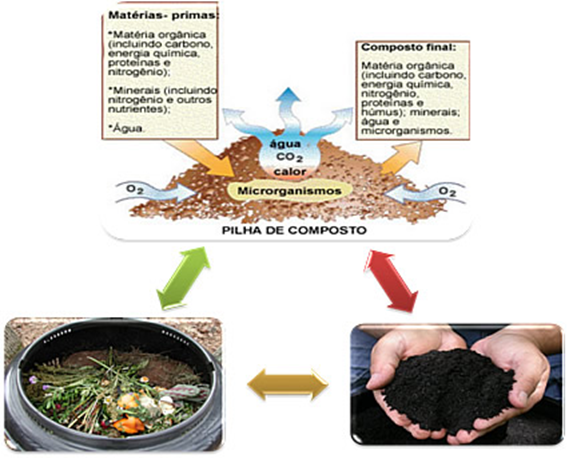 Matérias- primas:
*Matéria orgânica
(incluindo carbono,
energia química,
proteínas e
nitrogênio);
*Minerais (incluindo
nitrogênio e outros
nutrientes);
*Água.
Composto final:
Matéria orgânica
(incluindo carbono,
energia química,
nitrogênio,
proteínas e
húmus); minerais;
água e
microrganismos.
água
CO2
calor
O2
Microrganismos
O2
PILHA DE COMPOSTO